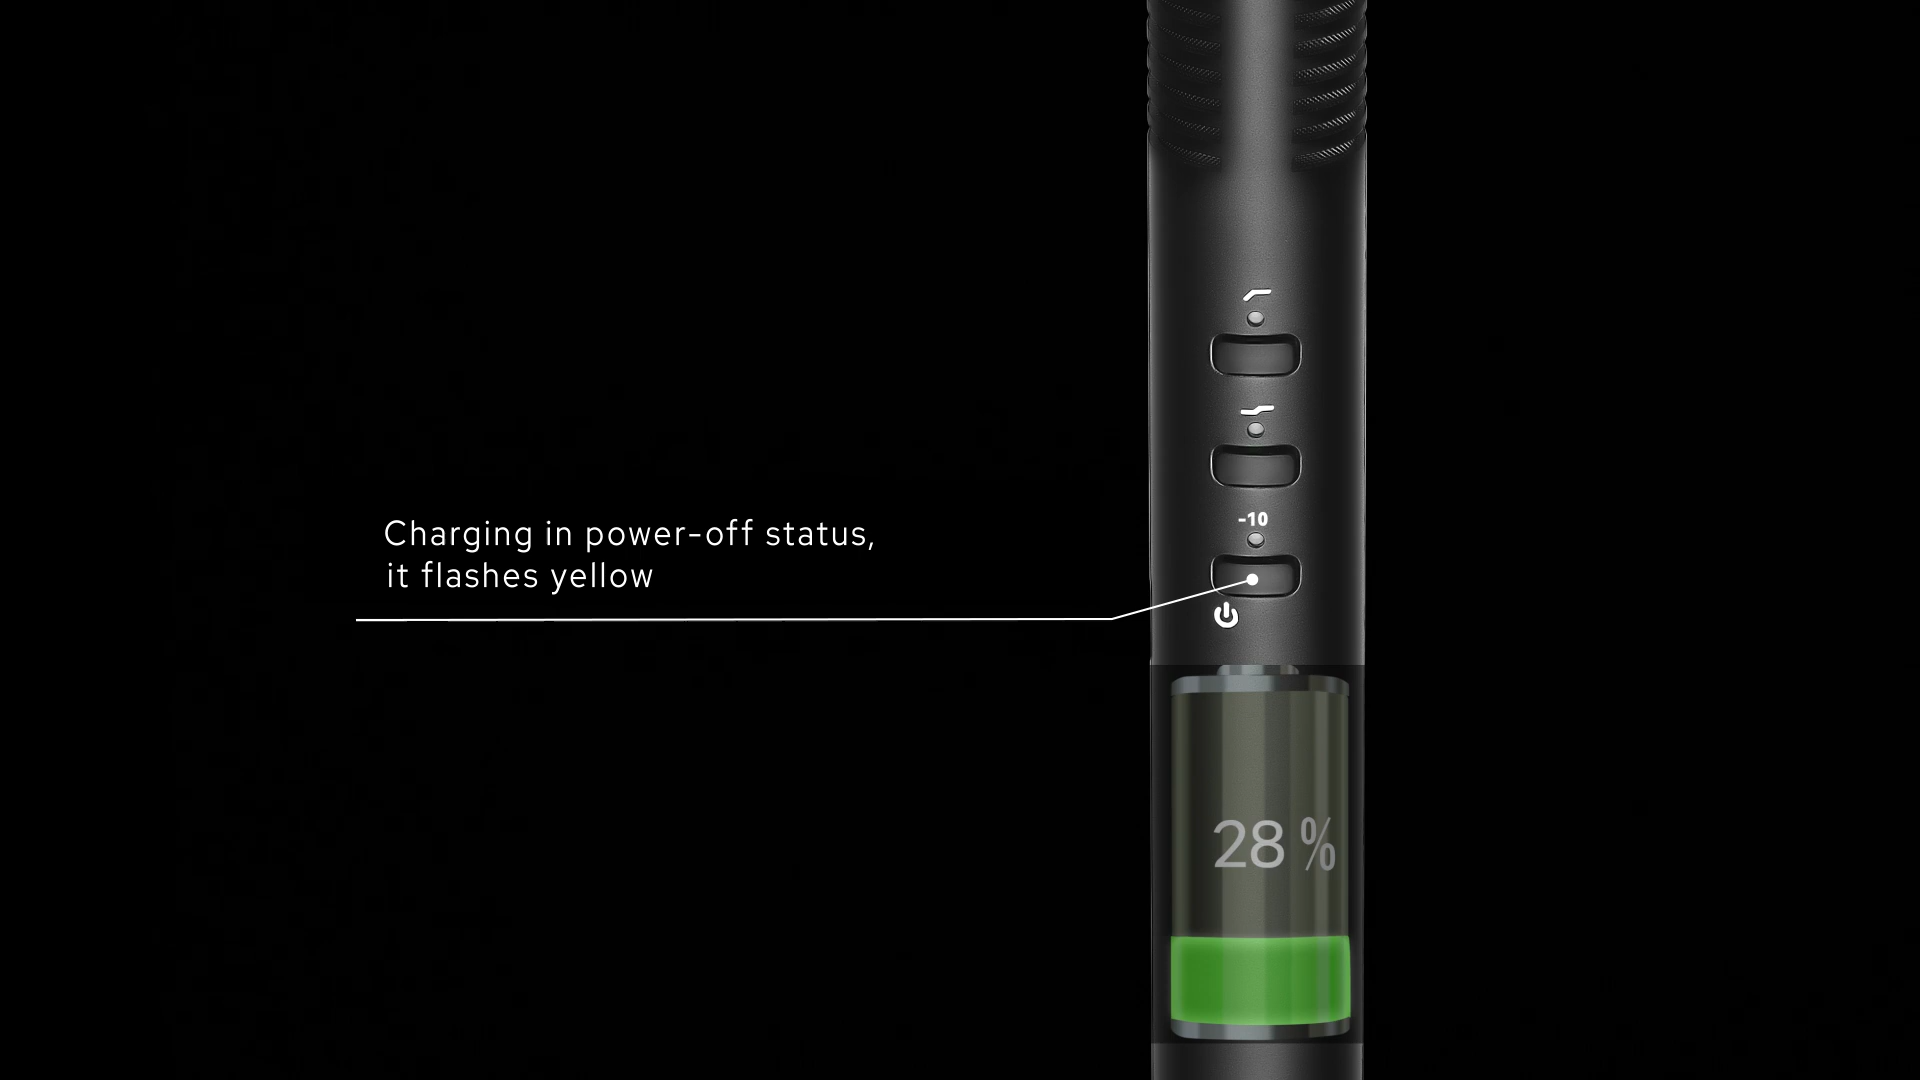 -10
Charging in power-off status,
it flashes yellow
28 %